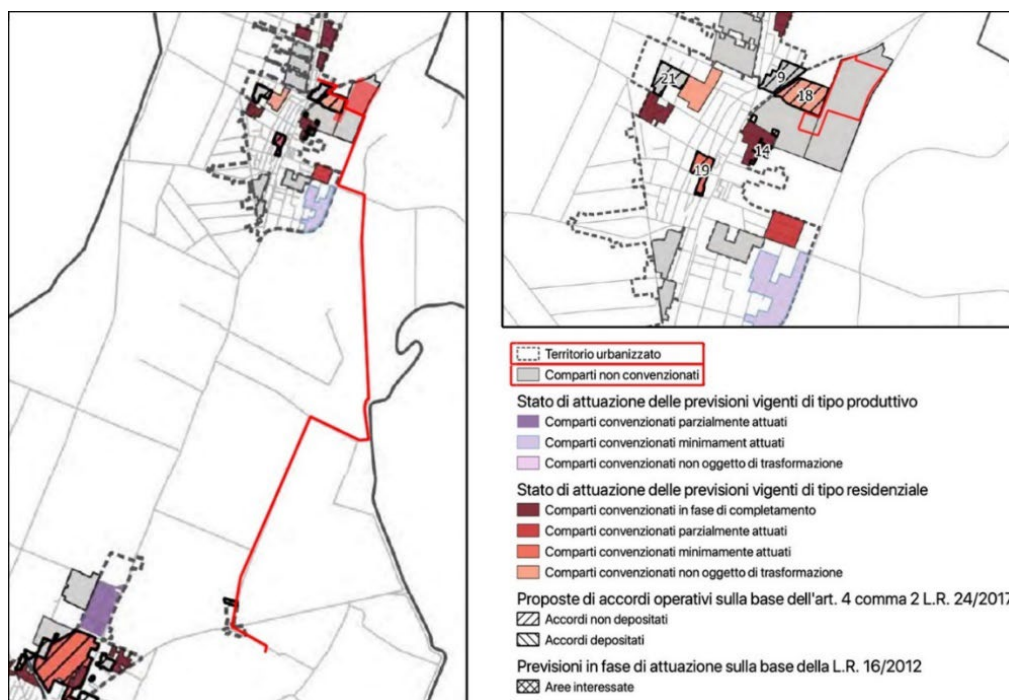 21
9
18
14
19
Territorio urbanizzato
Comparti non convenzionati
Stato di attuazione delle previsioni vigenti di tipo produttivo
Comparti convenzionati parzialmente attuati
Comparti convenzionati minimament attuati
Comparti convenzionati non oggetto di trasformazione
Stato di attuazione delle previsioni vigenti di tipo residenziale
Comparti convenzionati in fase di completamento
Comparti convenzionati parzialmente attuati
Comparti convenzionati minimamente attuati
Comparti convenzionati non oggetto di trasformazione
Proposte di accordi operativi sulla base dell'art. 4 comma 2 L.R. 24/2017
Accordi non depositati
Accordi depositati
Previsioni in fase di attuazione sulla base della L.R. 16/2012
Aree interessate